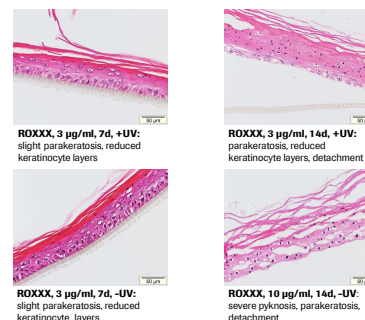 50 µm
50 µm
ROXXX, 3 µg/ml, 7d, +UV:
slight parakeratosis, reduced
keratinocyte layers
ROXXX, 3 µg/ml, 14d, +UV:
parakeratosis, reduced
keratinocyte layers, detachment
50 µm
50 µm
ROXXX, 3 µg/ml, 7d, –UV:
slight parakeratosis, reduced
keratinocyte, layers
ROXXX, 10 µg/ml, 14d, –UV:
severe pyknosis, parakeratosis,
detachment